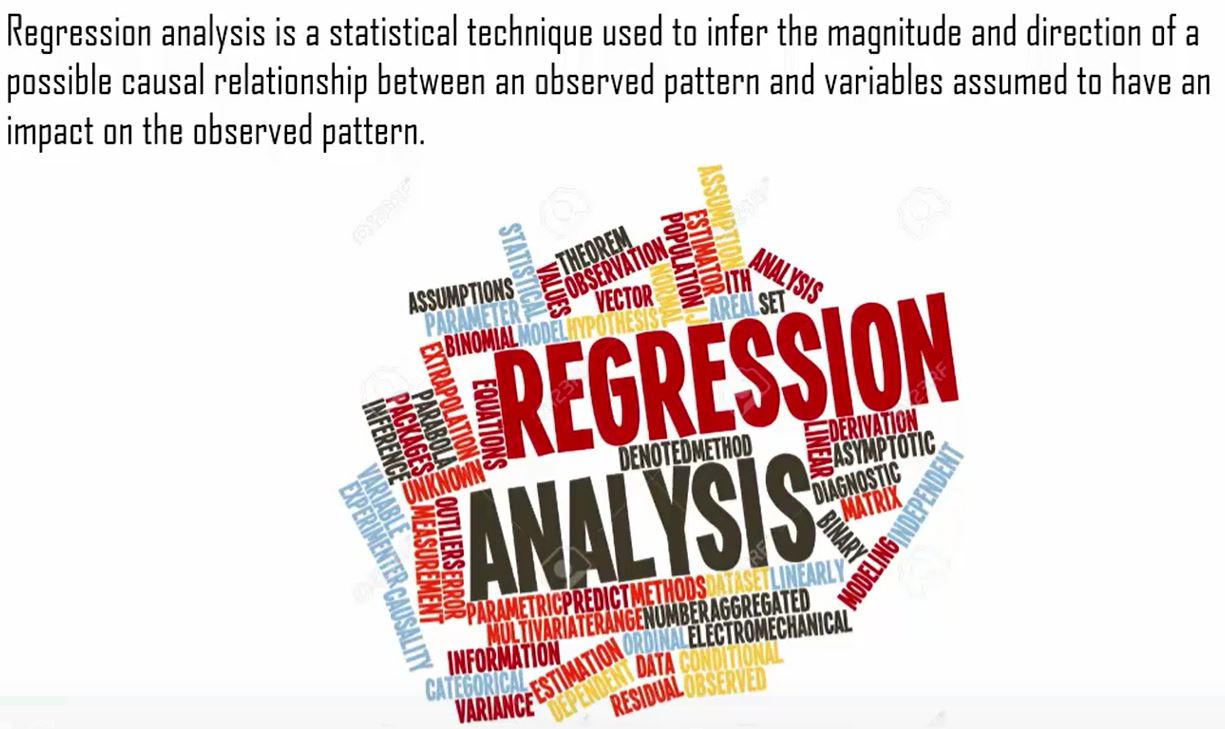 Regression analysis is a statistical technique used to infer the magnitude and direction of a
possible causal relationship between an observed pattern and variables assumed to have an
impact on the observed pattern.
ASSUMPTION
STATISTICAL
THEOREM
POPULATION
ESTIMATOR
VALUES
OBSERVATION
NORMAL
ITH
ANALYSIS
ASSUMPTIONS
VECTOR
AREAL
SET
PARAMETER
BINOMIAL
MODEL
HYPOTHESIS
REGRESSION
EXTRAPOLATION
EQUATIONS
PARABOLA
PACKAGES
INFERENCE
UNKNOWN
DENOTED
METHOD
LINEAR
DERIVATION
ASYMPTOTIC
ANALYSIS
DIAGNOSTIC
MATRIX
INDEPENDENT
BINARY
MODELING
VARIABLE
EXPERIMENTER
CAUSALITY
MEASUREMENT
OUTLIERS
ERROR
PARAMETRIC
PREDICT
METHODS
DATASET
LINEARLY
MULTIVARIATE
RANGE
NUMBER
AGGREGATED
ORDINAL
ELECTROMECHANICAL
INFORMATION
ESTIMATION
DATA
CONDITIONAL
CATEGORICAL
DEPENDENT
RESIDUAL
OBSERVED
VARIANCE